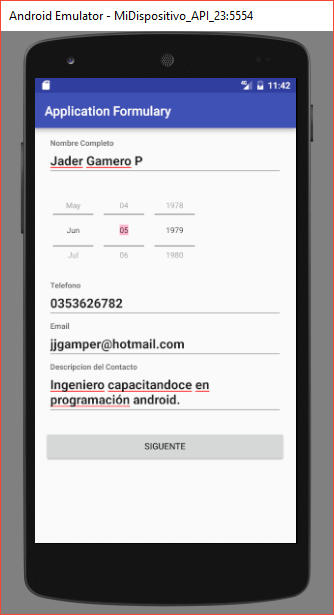 Android Emulator - MiDispositivo_API_23:5554
4G 11:42
Application Formulary
Nombre Completo
Jader Gamero P
May 04 1978
Jun 05 1979
Jul 06 1980
Telefono
0353626782
Email
jjgamper@hotmail.com
Descripcion del Contacto
Ingeniero capacitandoce en
programación android.
SIGUENTE